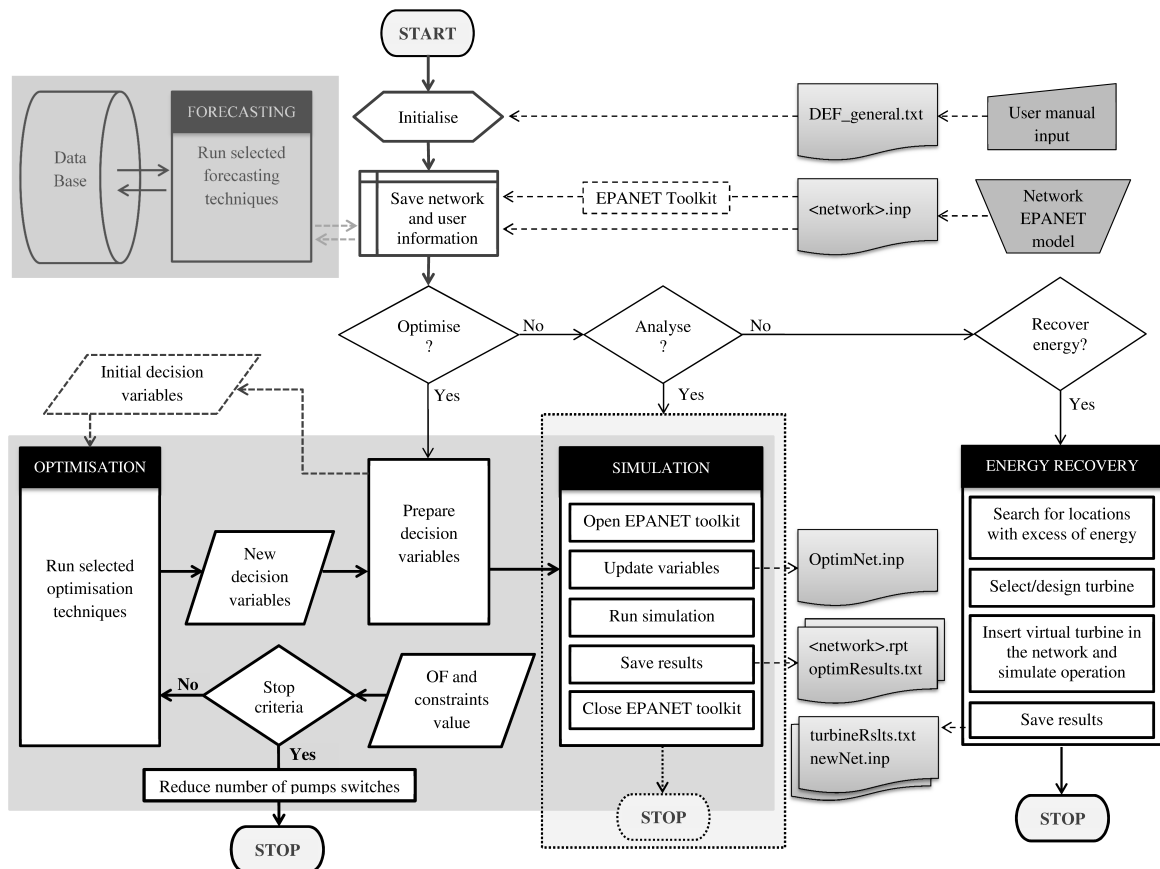 START
FORECASTING
Initialise
DEF_general.txt
User manual
input
Data
Base
Run selected
forecasting
techniques
Save network
and user
information
EPANET Toolkit
<network>.inp
Network
EPANET
model
Optimise
?
No
Analyse
?
No
Recover
energy?
Initial decision
variables
Yes
Yes
Yes
OPTIMISATION
SIMULATION
ENERGY RECOVERY
Run selected
optimisation
techniques
New
decision
variables
Prepare
decision
variables
Open EPANET toolkit
Update variables
Run simulation
Save results
Close EPANET toolkit
OptimNet.inp
<network>.rpt
optimResults.txt
turbineRslts.txt
newNet.inp
Search for locations
with excess of energy
Select/design turbine
Insert virtual turbine in
the network and
simulate operation
Save results
No
Stop
criteria
OF and
constraints
value
Yes
Reduce number of pumps switches
STOP
STOP
STOP